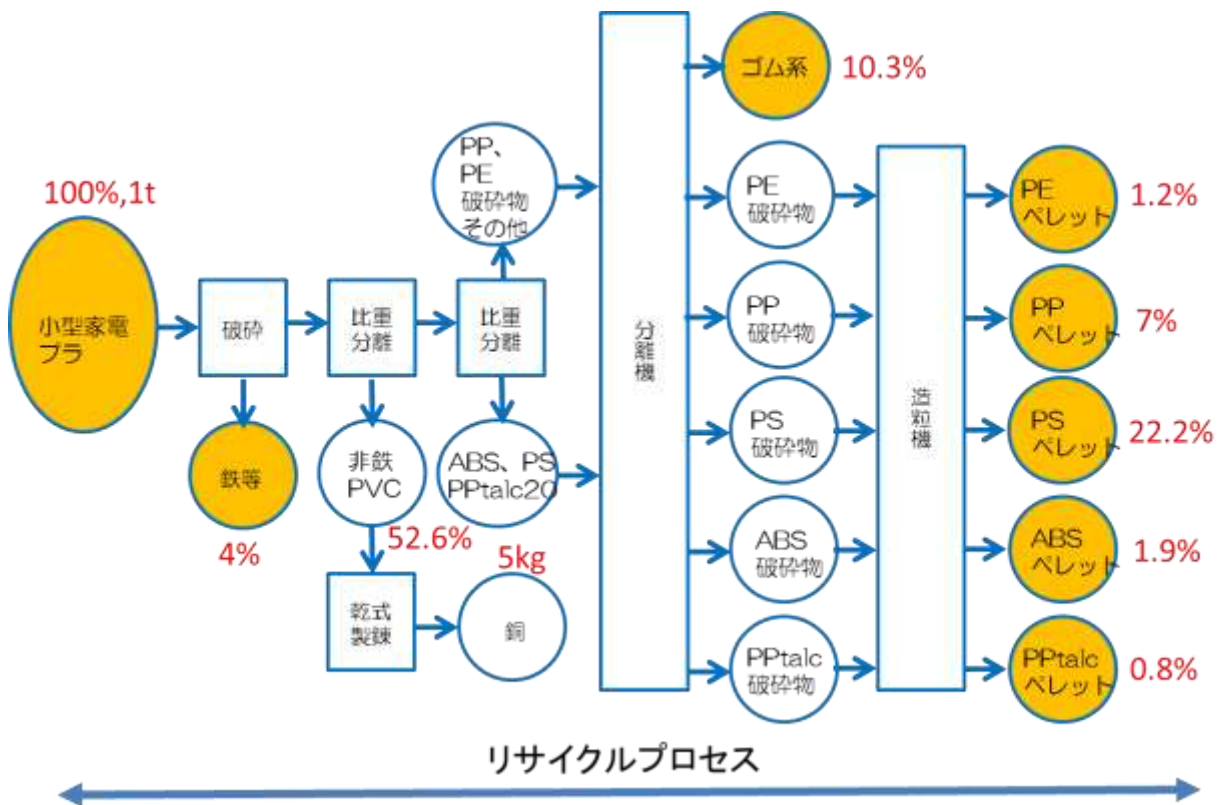 100%,1t
小型家電
プラ
破砕
鉄等
4%
比重
分離
非鉄
PVC
52.6%
乾式
製錬
5kg
銅
比重
分離
PP、
PE
破砕物
その他
ABS、PS
PPtalc20
分離機
ゴム系
10.3%
PE
破砕物
PP
破砕物
PS
破砕物
ABS
破砕物
PPtalc
破砕物
造粒機
PE
ペレット
1.2%
PP
ペレット
7%
PS
ペレット
22.2%
ABS
ペレット
1.9%
PPtalc
ペレット
0.8%
リサイクルプロセス